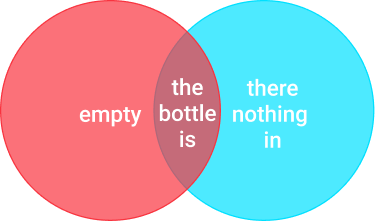 empty
the
bottle
is
there
nothing
in